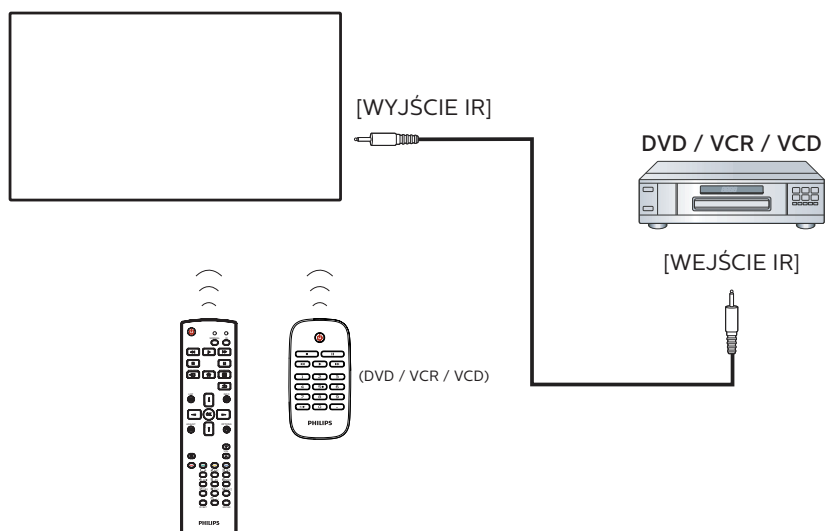 [WYJŚCIE IR]
DVD / VCR / VCD
[WEJŚCIE IR]
(DVD / VCR / VCD)
PHILIPS
PHILIPS